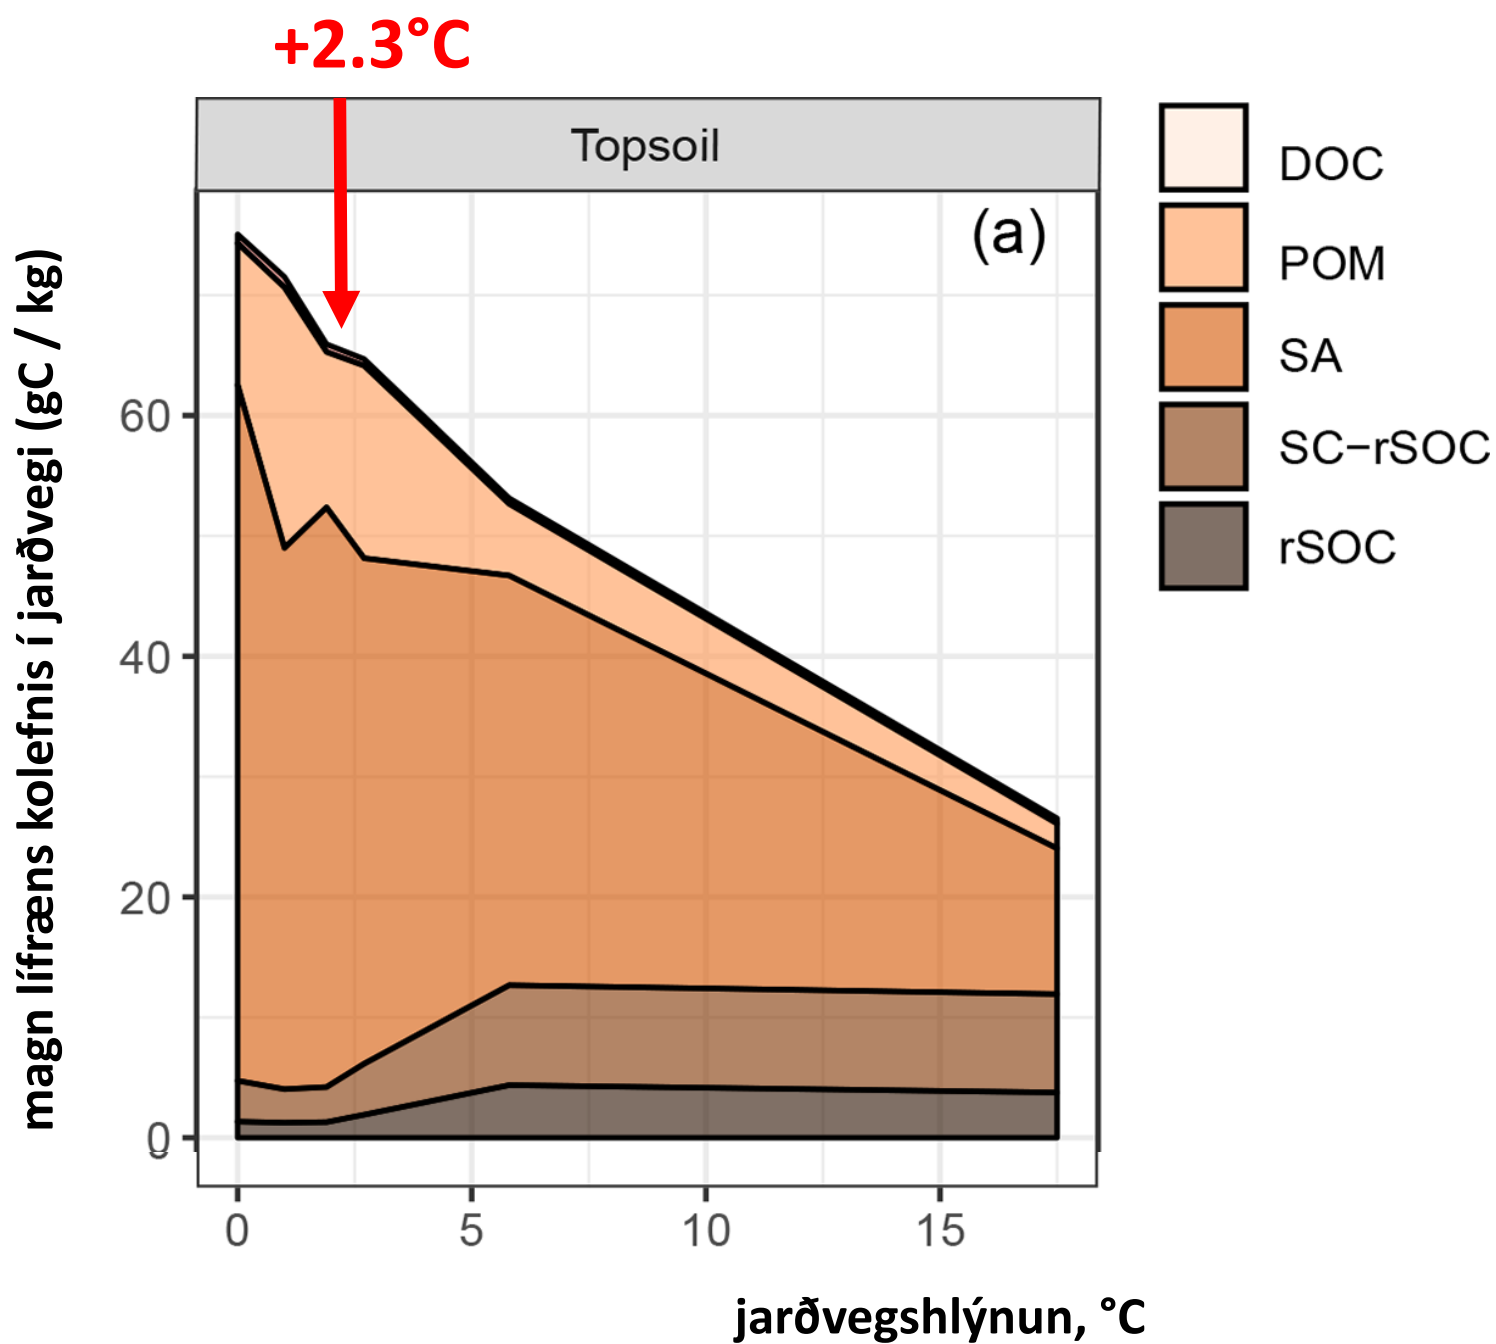 +2.3°C
Topsoil
(a)
DOC
POM
SA
SC−rSOC
rSOC
magn lífræns kolefnis í jarðvegi (gC / kg)
60
40
20
0
0 5 10 15
jarðvegshlýnun, °C